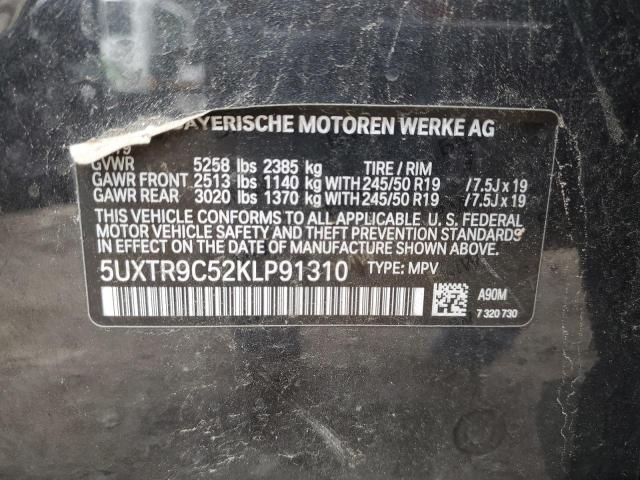 BAYERISCHE MOTOREN WERKE AG
GVWR 5258 lbs 2385 kg TIRE / RIM
GAWR FRONT 2513 lbs 1140 kg WITH 245/50 R19 /7.5J x 19
GAWR REAR 3020 lbs 1370 kg WITH 245/50 R19 /7.5J x 19
THIS VEHICLE CONFORMS TO ALL APPLICABLE U. S. FEDERAL
MOTOR VEHICLE SAFETY AND THEFT PREVENTION STANDARDS
IN EFFECT ON THE DATE OF MANUFACTURE SHOWN ABOVE.
5UXTR9C52KLP91310 TYPE: MPV
A90M
7 320 730